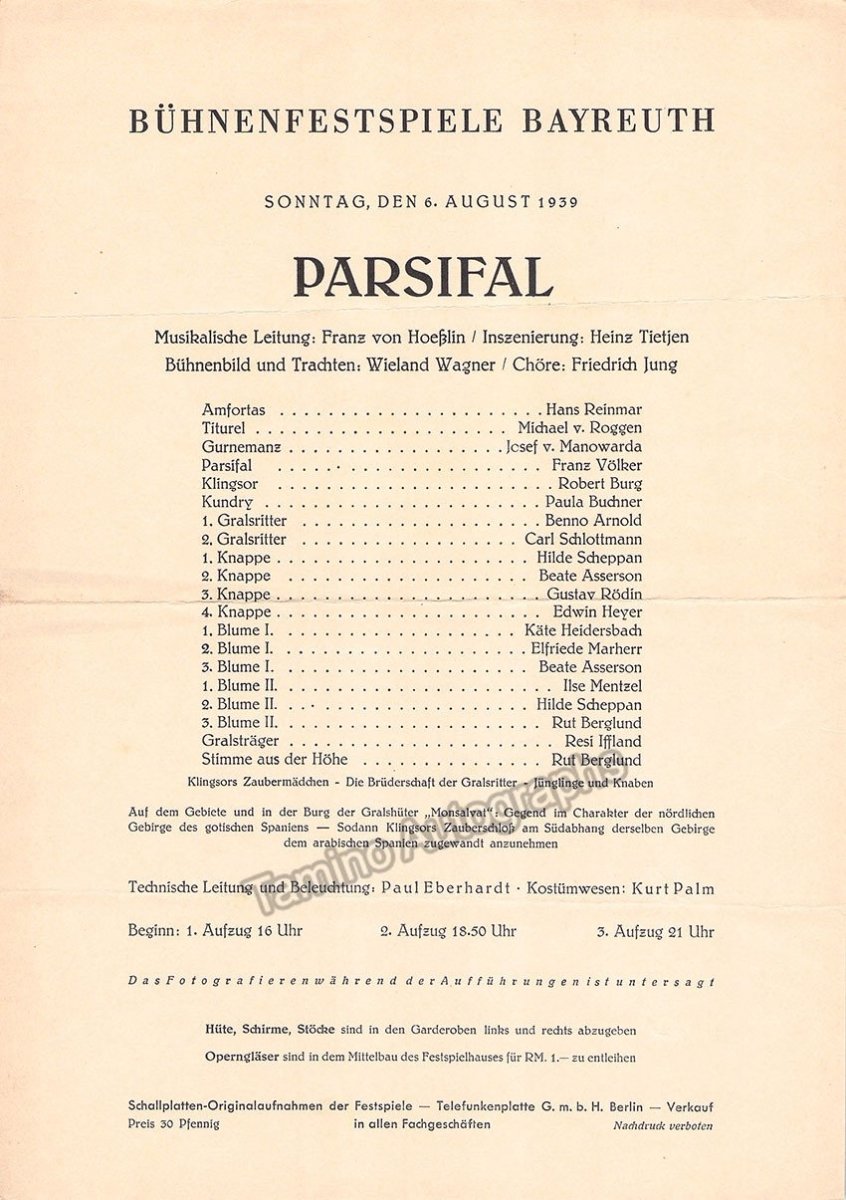 BÜHNENFESTSPIELE BAYREUTH
SONNTAG, DEN 6. AUGUST 1939
PARSIFAL
Musikalische Leitung: Franz von Hoeßlin / Inszenierung: Heinz Tietjen
Bühnenbild und Trachten: Wieland Wagner / Chöre: Friedrich Jung
Amfortas . . . . . . . . . . . . . . . . . . . . . . Hans Reinmar
Titurel . . . . . . . . . . . . . . . . . . . . . Michael v. Roggen
Gurnemanz . . . . . . . . . . . . . . . . . . Josef v. Manowarda
Parsifal . . . . . . . . . . . . . . . . . . . . . . Franz Völker
Klingsor . . . . . . . . . . . . . . . . . . . . . . . Robert Burg
Kundry . . . . . . . . . . . . . . . . . . . . . . . Paula Buchner
1. Gralsritter . . . . . . . . . . . . . . . . . . . . Benno Arnold
2. Gralsritter . . . . . . . . . . . . . . . . . . Carl Schlottmann
1. Knappe . . . . . . . . . . . . . . . . . . . . . Hilde Scheppan
2. Knappe . . . . . . . . . . . . . . . . . . . . Beate Asserson
3. Knappe . . . . . . . . . . . . . . . . . . . . . . Gustav Rödin
4. Knappe . . . . . . . . . . . . . . . . . . . . . . Edwin Heyer
1. Blume I. . . . . . . . . . . . . . . . . . . . . Käte Heidersbach
2. Blume I. . . . . . . . . . . . . . . . . . . . . Elfriede Marherr
3. Blume I. . . . . . . . . . . . . . . . . . . . . Beate Asserson
1. Blume II. . . . . . . . . . . . . . . . . . . . . . . Ilse Mentzel
2. Blume II. . . . . . . . . . . . . . . . . . . . . Hilde Scheppan
3. Blume II. . . . . . . . . . . . . . . . . . . . . . Rut Berglund
Gralsträger . . . . . . . . . . . . . . . . . . . . . . Resi Iffland
Stimme aus der Höhe . . . . . . . . . . . . . . . Rut Berglund
Klingsors Zaubermädchen - Die Brüderschaft der Gralsritter - Jünglinge und Knaben
Auf dem Gebiete und in der Burg der Gralshüter „Monsalvat“: Gegend im Charakter der nördlichen
Gebirge des gotischen Spaniens — Sodann Klingsors Zauberschloß am Südabhang derselben Gebirge
dem arabischen Spanien zugewandt anzunehmen
Tamino Autographs
Technische Leitung und Beleuchtung: Paul Eberhardt · Kostümwesen: Kurt Palm
Beginn: 1. Aufzug 16 Uhr 2. Aufzug 18.50 Uhr 3. Aufzug 21 Uhr
Das Fotografieren während der Aufführungen ist untersagt
Hüte, Schirme, Stöcke sind in den Garderoben links und rechts abzugeben
Operngläser sind in dem Mittelbau des Festspielhauses für RM. 1.— zu entleihen
Schallplatten-Originalaufnahmen der Festspiele — Telefunkenplatte G. m. b. H. Berlin — Verkauf
Preis 30 Pfennig in allen Fachgeschäften Nachdruck verboten